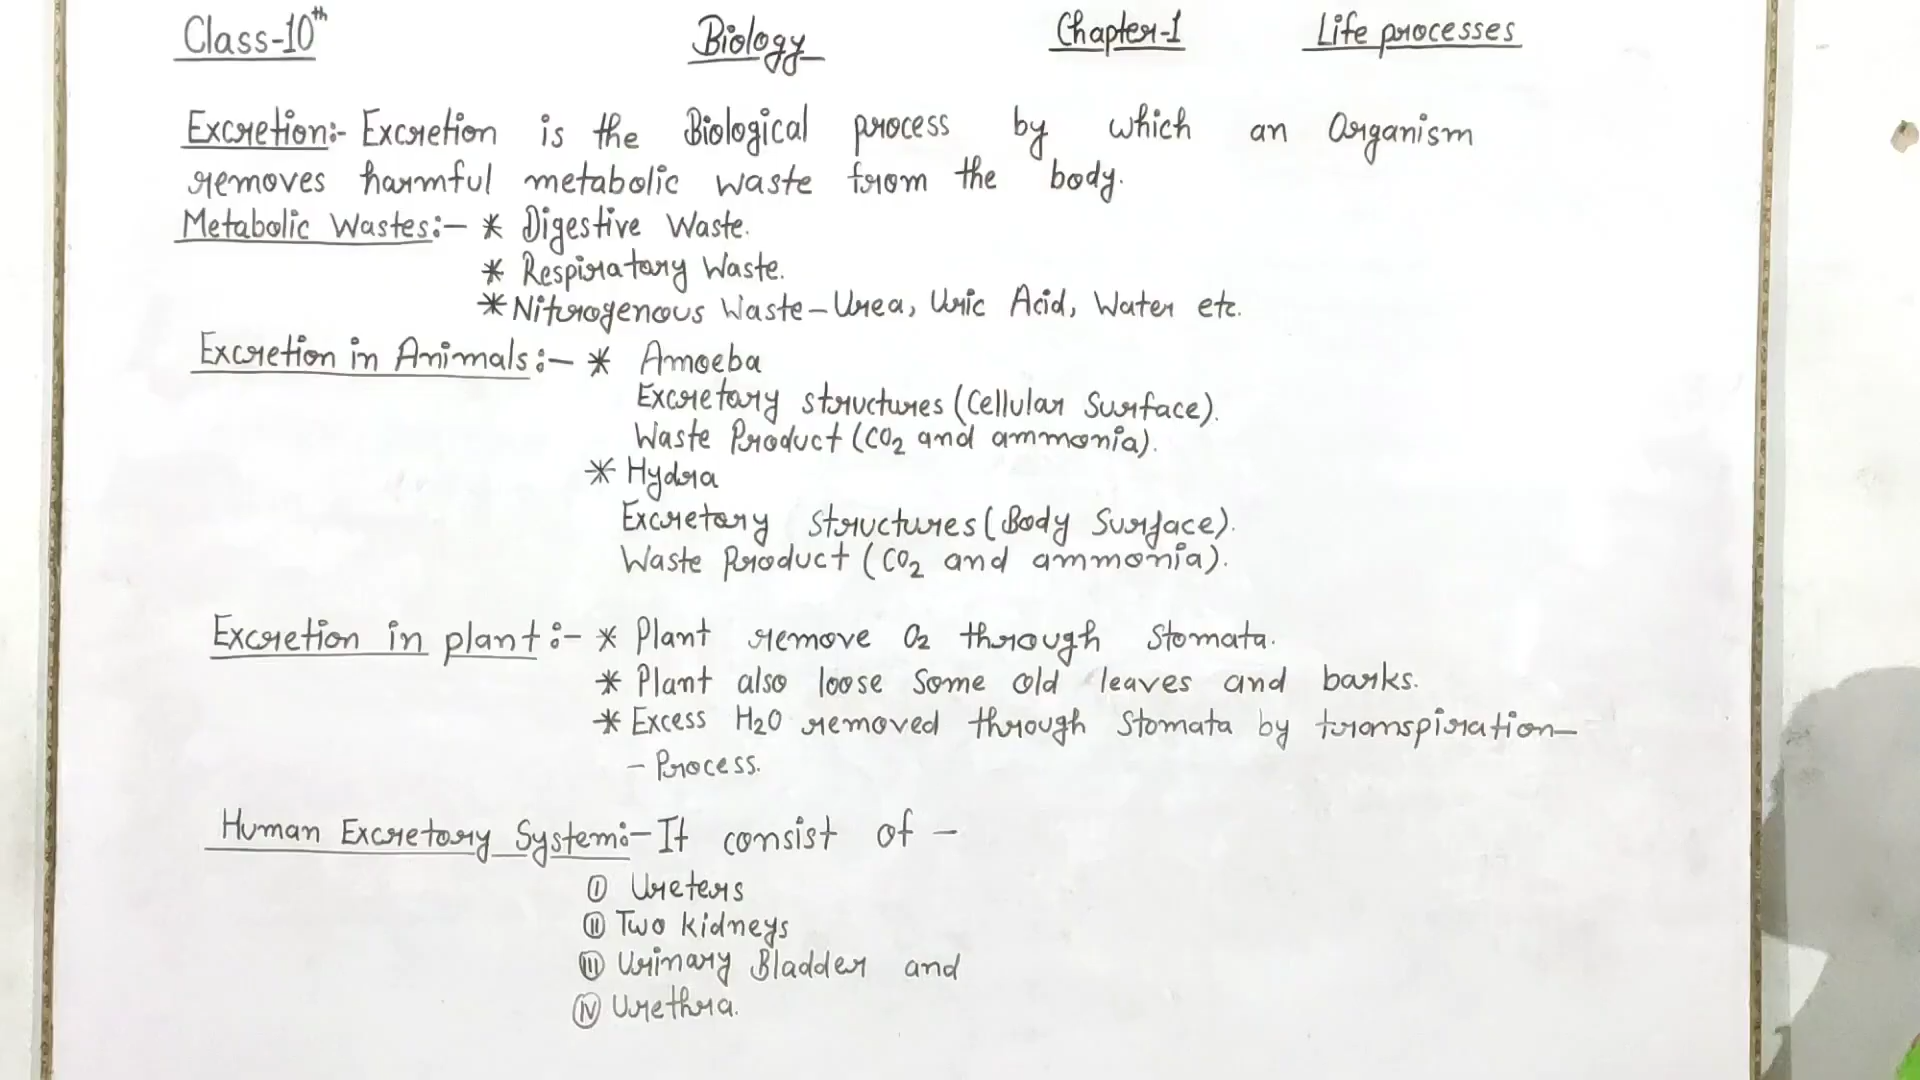 Class-10th Biology Chapter-1 Life processes
Excretion:- Excretion is the Biological process by which an Organism
removes harmful metabolic waste from the body.
Metabolic Wastes:- * Digestive Waste.
* Respiratory Waste.
* Nitrogenous Waste - Urea, Uric Acid, Water etc.
Excretion in Animals:- * Amoeba
Excretory structures (Cellular Surface).
Waste Product (CO2 and ammonia).
* Hydra
Excretory structures (Body Surface).
Waste Product (CO2 and ammonia).
Excretion in plant:- * Plant remove O2 through Stomata.
* Plant also loose some old leaves and barks.
* Excess H2O removed through Stomata by transpiration-
- Process.
Human Excretory System:- It consist of -
(I) Ureters
(II) Two kidneys
(III) Urinary Bladder and
(IV) Urethra.